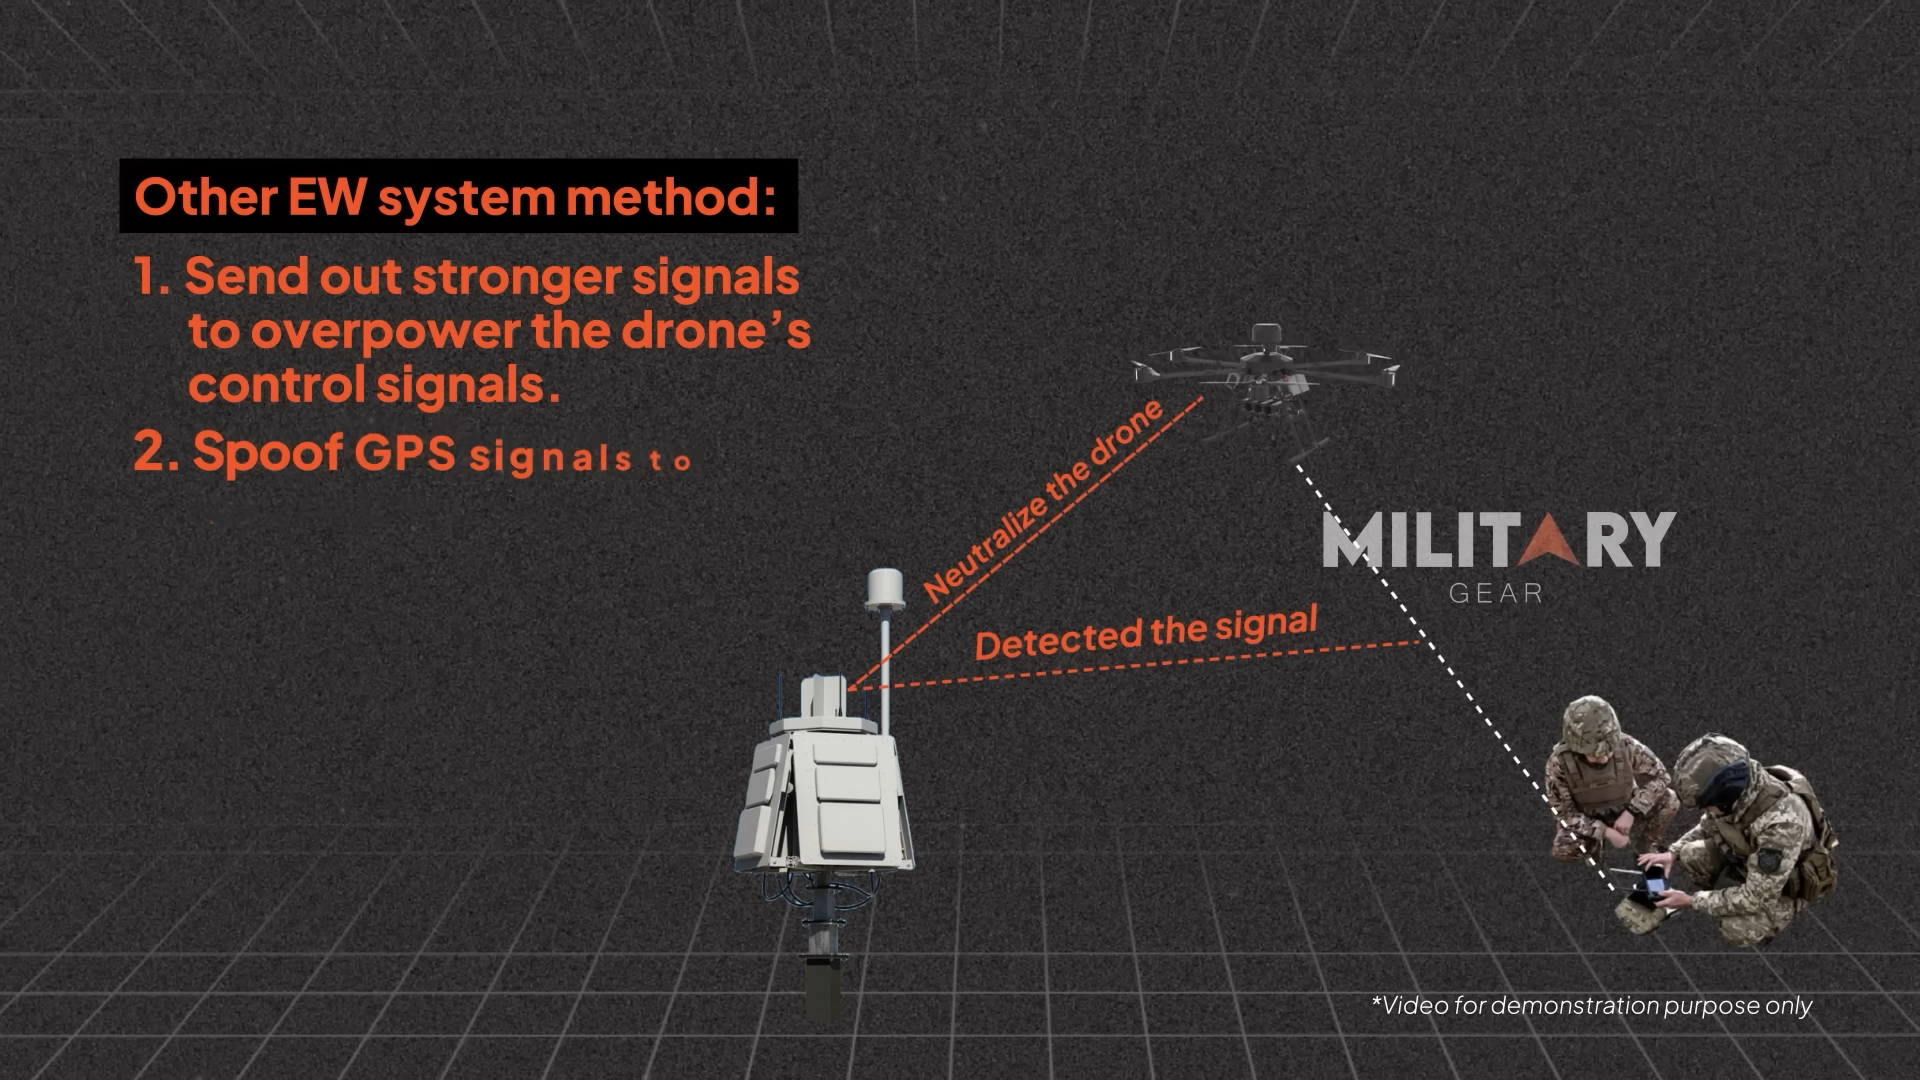 Other EW system method:
1. Send out stronger signals
to overpower the drone’s
control signals.
2. Spoof GPS signals to
Neutralize the drone
MILITARY
GEAR
Detected the signal
*Video for demonstration purpose only